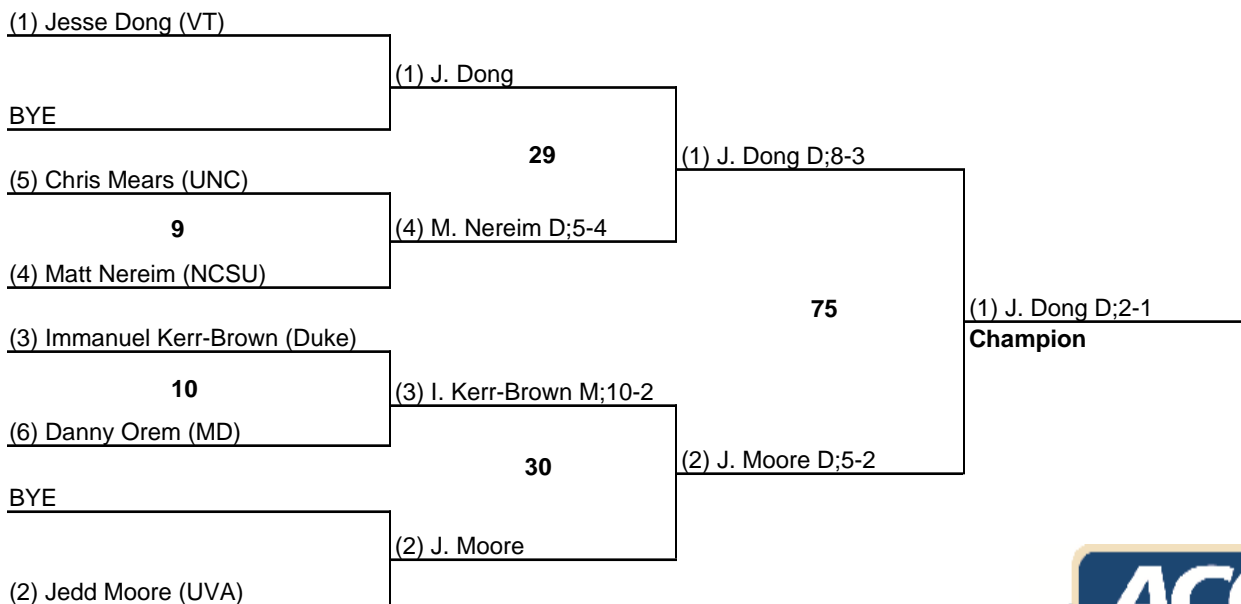 (1) Jesse Dong (VT)
(1) J. Dong
BYE
29
(1) J. Dong D;8-3
(5) Chris Mears (UNC)
9
(4) M. Nereim D;5-4
(4) Matt Nereim (NCSU)
75
(1) J. Dong D;2-1
Champion
(3) Immanuel Kerr-Brown (Duke)
10
(3) I. Kerr-Brown M;10-2
(6) Danny Orem (MD)
30
(2) J. Moore D;5-2
BYE
(2) J. Moore
(2) Jedd Moore (UVA)
ACC